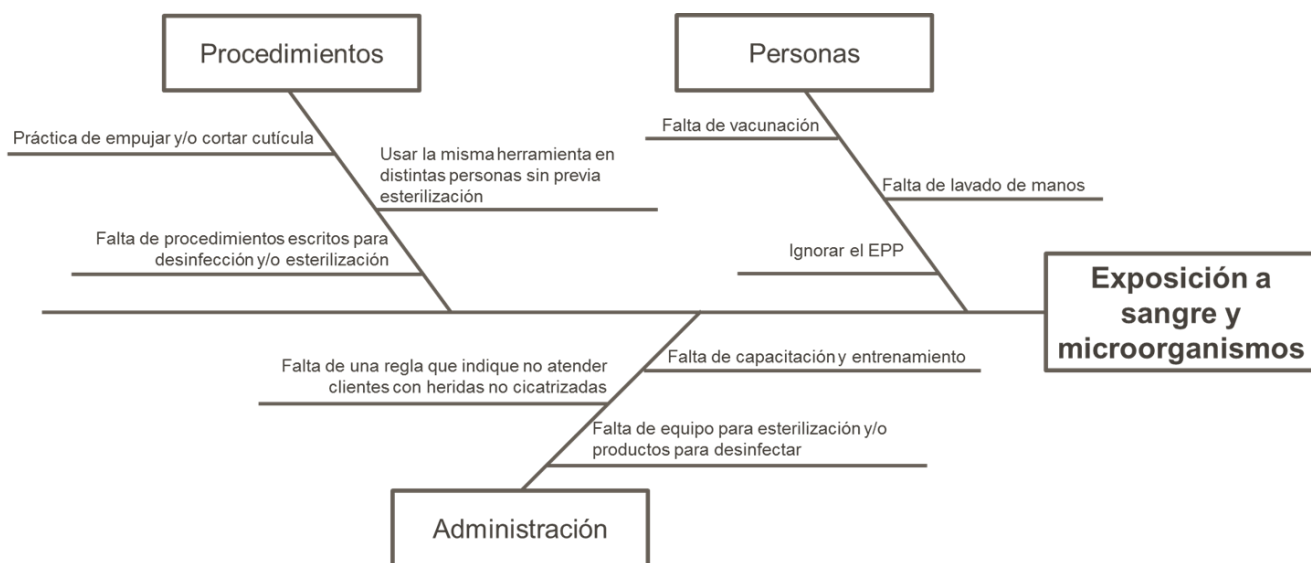 Procedimientos
Personas
Práctica de empujar y/o cortar cutícula
Usar la misma herramienta en
distintas personas sin previa
esterilización
Falta de procedimientos escritos para
desinfección y/o esterilización
Falta de vacunación
Falta de lavado de manos
Ignorar el EPP
Exposición a
sangre y
microorganismos
Falta de una regla que indique no atender
clientes con heridas no cicatrizadas
Falta de capacitación y entrenamiento
Falta de equipo para esterilización y/o
productos para desinfectar
Administración